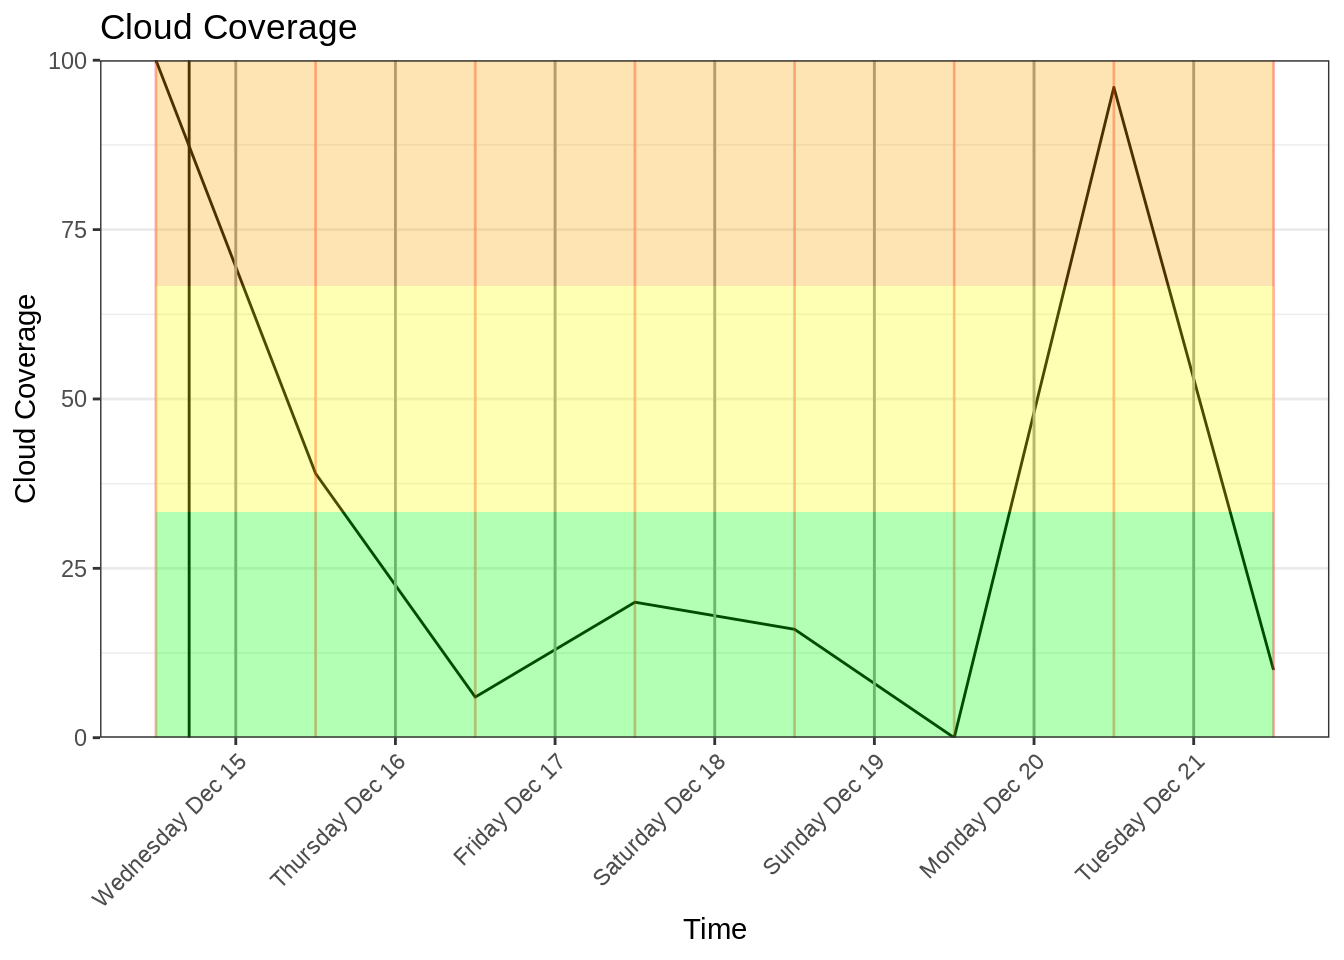 Cloud Coverage
100
75
50
25
0
Cloud Coverage
Wednesday Dec 15
Thursday Dec 16
Friday Dec 17
Saturday Dec 18
Sunday Dec 19
Monday Dec 20
Tuesday Dec 21
Time